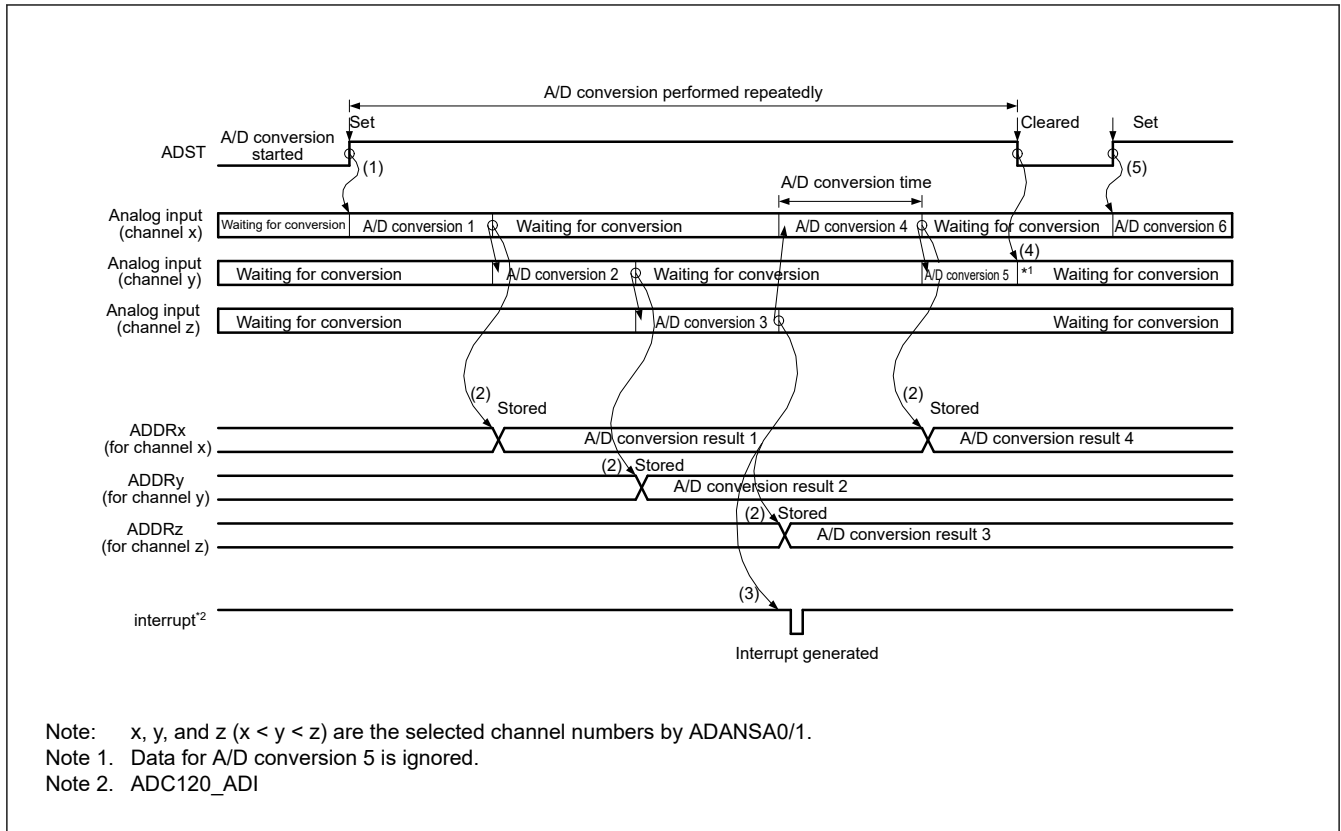 A/D conversion performed repeatedly
Set
Cleared
Set
A/D conversion
started
ADST
(1)
(5)
A/D conversion time
Analog input
(channel x)
Waiting for conversion
A/D conversion 1
Waiting for conversion
A/D conversion 4
Waiting for conversion
A/D conversion 6
(4)
Analog input
(channel y)
Waiting for conversion
A/D conversion 2
Waiting for conversion
A/D conversion 5
*1
Waiting for conversion
Analog input
(channel z)
Waiting for conversion
A/D conversion 3
Waiting for conversion
(2)
Stored
(2)
Stored
ADDRx
(for channel x)
A/D conversion result 1
A/D conversion result 4
(2)
Stored
ADDRy
(for channel y)
A/D conversion result 2
(2)
Stored
ADDRz
(for channel z)
A/D conversion result 3
(3)
interrupt*2
Interrupt generated
Note: x, y, and z (x < y < z) are the selected channel numbers by ADANSA0/1.
Note 1. Data for A/D conversion 5 is ignored.
Note 2. ADC120_ADI